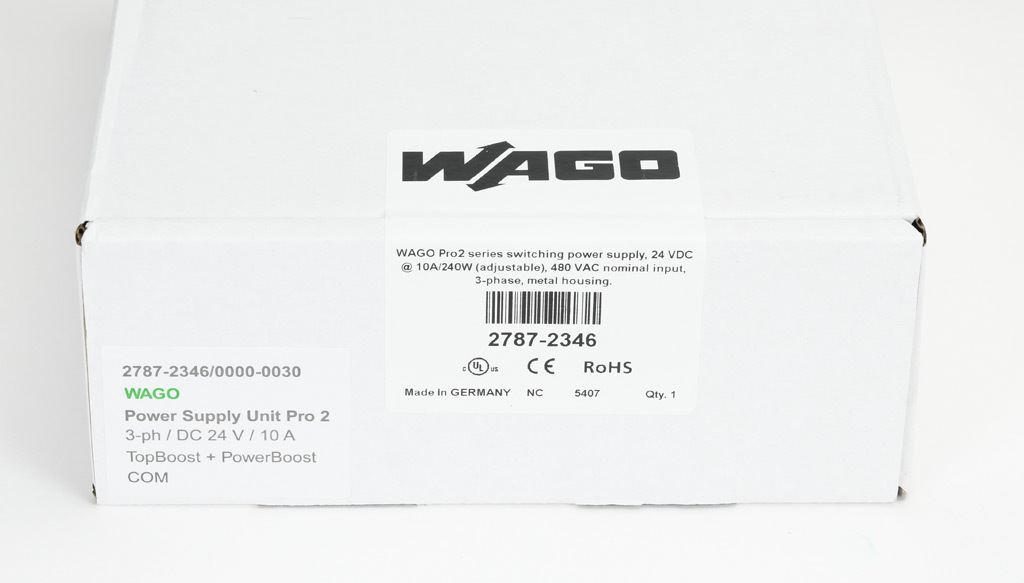 WAGO
WAGO Pro2 series switching power supply, 24 VDC
@ 10A/240W (adjustable), 480 VAC nominal input,
3-phase, metal housing.
2787-2346
c UL us CE RoHS
Made In GERMANY NC 5407 Qty. 1
2787-2346/0000-0030
WAGO
Power Supply Unit Pro 2
3-ph / DC 24 V / 10 A
TopBoost + PowerBoost
COM